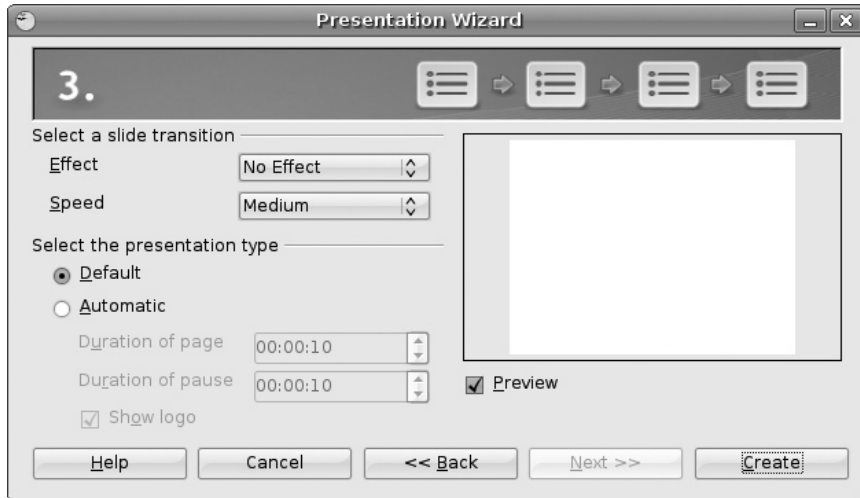 Presentation Wizard
3.
Select a slide transition
Effect No Effect
Speed Medium
Select the presentation type
Default
Automatic
Duration of page 00:00:10
Duration of pause 00:00:10
Show logo
Preview
Help Cancel << Back Next >> Create